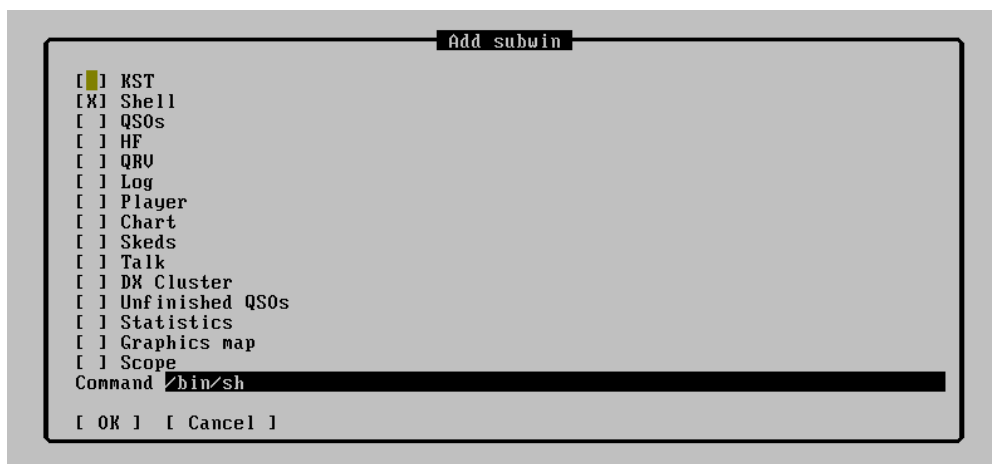 Add subwin
[ ] KST
[X] Shell
[ ] QSOs
[ ] HF
[ ] QRV
[ ] Log
[ ] Player
[ ] Chart
[ ] Skeds
[ ] Talk
[ ] DX Cluster
[ ] Unfinished QSOs
[ ] Statistics
[ ] Graphics map
[ ] Scope
Command /bin/sh
[ OK ] [ Cancel ]